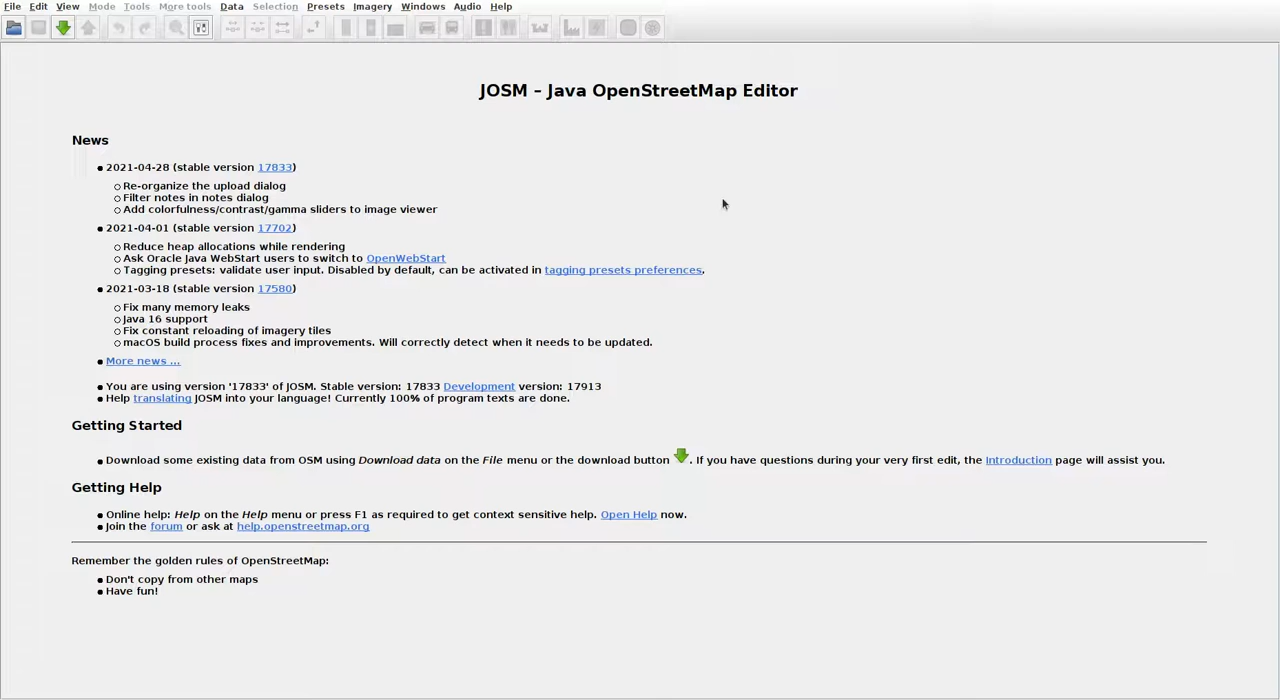 File Edit View Mode Tools More tools Data Selection Presets Imagery Windows Audio Help
JOSM – Java OpenStreetMap Editor
News
2021-04-28 (stable version 17833)
Re-organize the upload dialog
Filter notes in notes dialog
Add colorfulness/contrast/gamma sliders to image viewer
2021-04-01 (stable version 17702)
Reduce heap allocations while rendering
Ask Oracle Java WebStart users to switch to OpenWebStart
Tagging presets: validate user input. Disabled by default, can be activated in tagging presets preferences.
2021-03-18 (stable version 17580)
Fix many memory leaks
Java 16 support
Fix constant reloading of imagery tiles
macOS build process fixes and improvements. Will correctly detect when it needs to be updated.
More news ...
You are using version '17833' of JOSM. Stable version: 17833 Development version: 17913
Help translating JOSM into your language! Currently 100% of program texts are done.
Getting Started
Download some existing data from OSM using Download data on the File menu or the download button . If you have questions during your very first edit, the Introduction page will assist you.
Getting Help
Online help: Help on the Help menu or press F1 as required to get context sensitive help. Open Help now.
Join the forum or ask at help.openstreetmap.org
Remember the golden rules of OpenStreetMap:
Don't copy from other maps
Have fun!